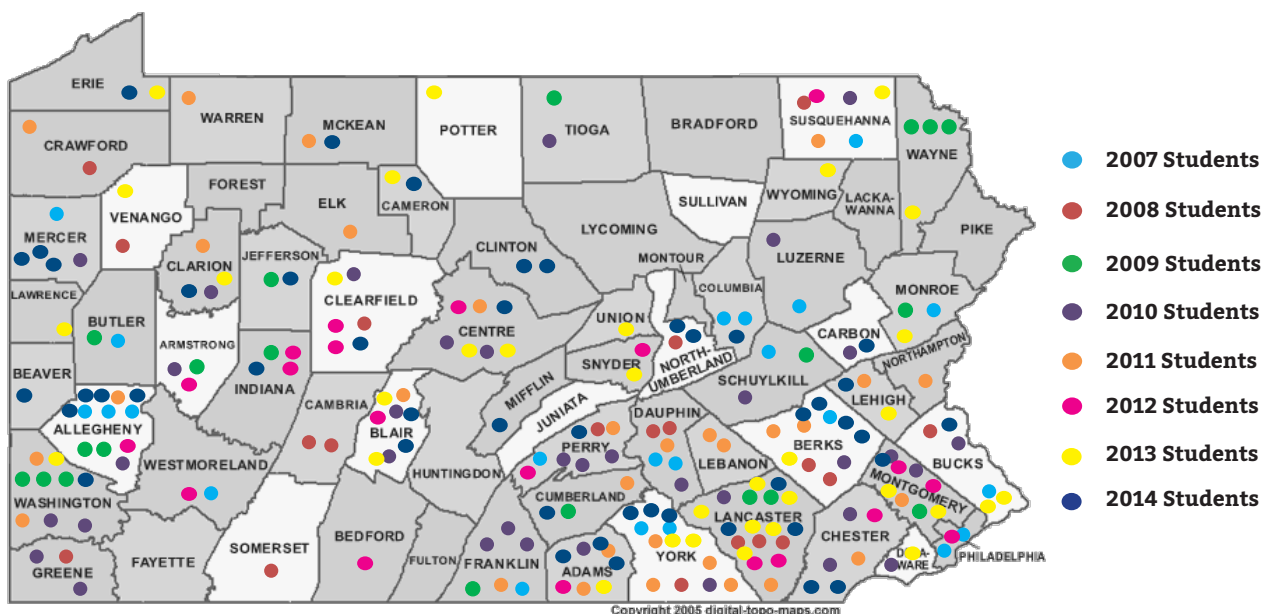 ERIE
WARREN
MCKEAN
POTTER
TIOGA
BRADFORD
SUSQUEHANNA
WAYNE
CRAWFORD
FOREST
ELK
CAMERON
SULLIVAN
WYOMING
LACKA-
WANNA
PIKE
VENANGO
MERCER
CLARION
JEFFERSON
CLINTON
LYCOMING
MONTOUR
COLUMBIA
LUZERNE
MONROE
LAWRENCE
BUTLER
ARMSTRONG
CLEARFIELD
CENTRE
UNION
SNYDER
NORTH-
UMBERLAND
CARBON
NORTHAMPTON
SCHUYLKILL
LEHIGH
BEAVER
INDIANA
CAMBRIA
BLAIR
MIFFLIN
JUNIATA
PERRY
DAUPHIN
LEBANON
BERKS
BUCKS
ALLEGHENY
WESTMORELAND
HUNTINGDON
CUMBERLAND
LANCASTER
MONTGOMERY
WASHINGTON
GREENE
FAYETTE
SOMERSET
BEDFORD
FULTON
FRANKLIN
ADAMS
YORK
CHESTER
WARE
PHILADELPHIA
2007 Students
2008 Students
2009 Students
2010 Students
2011 Students
2012 Students
2013 Students
2014 Students
Copyright 2005 digital-topo-maps.com